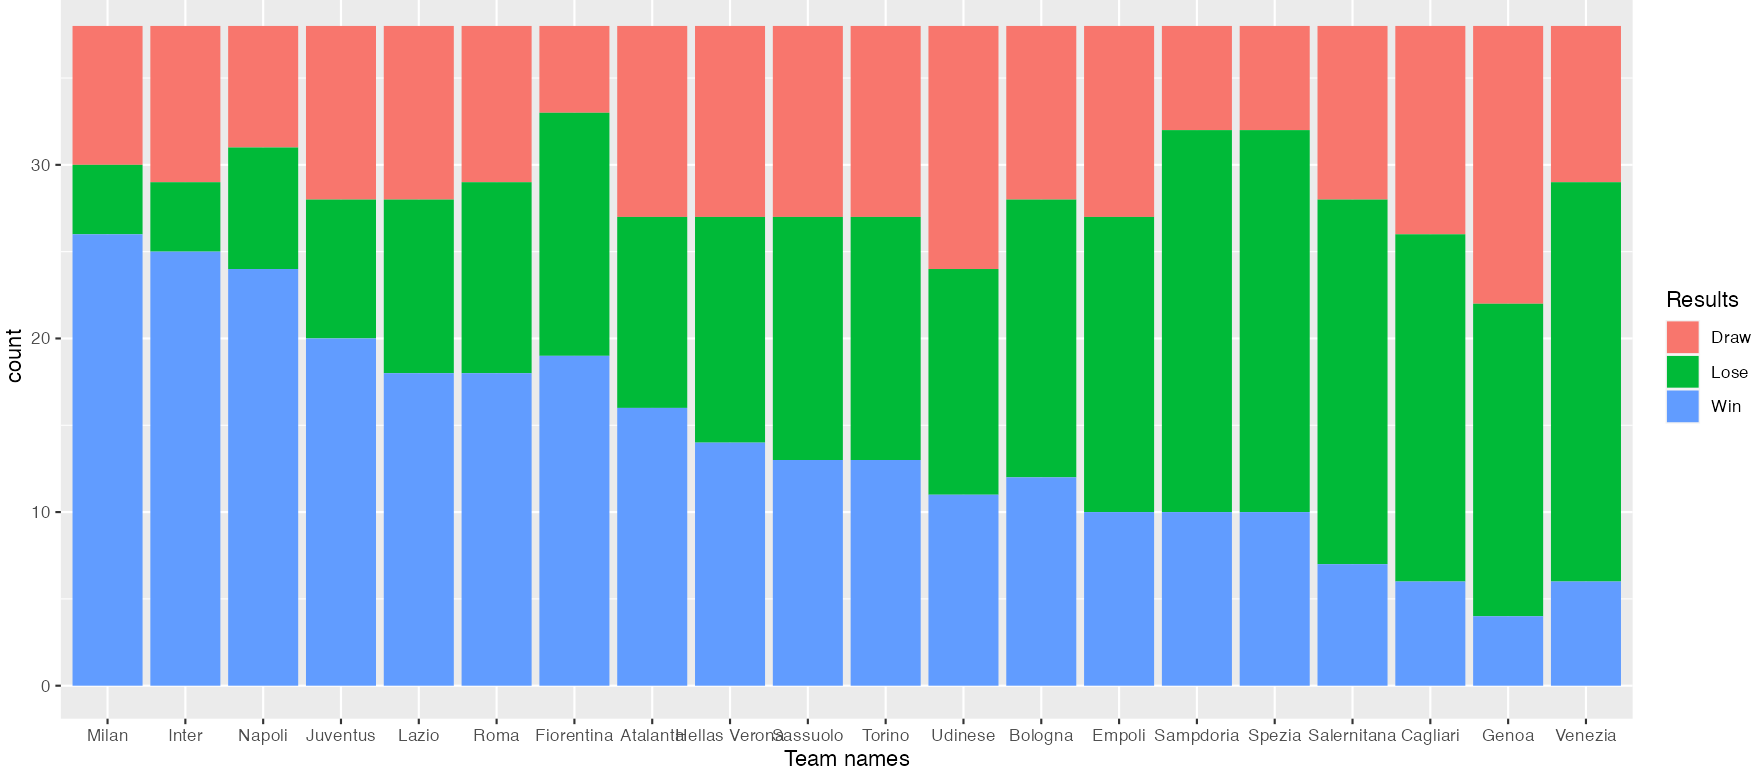 count
30
20
10
0
Milan Inter Napoli Juventus Lazio Roma Fiorentina Atalanta Hellas Verona Sassuolo Torino Udinese Bologna Empoli Sampdoria Spezia Salernitana Cagliari Genoa Venezia
Team names
Results
Draw
Lose
Win